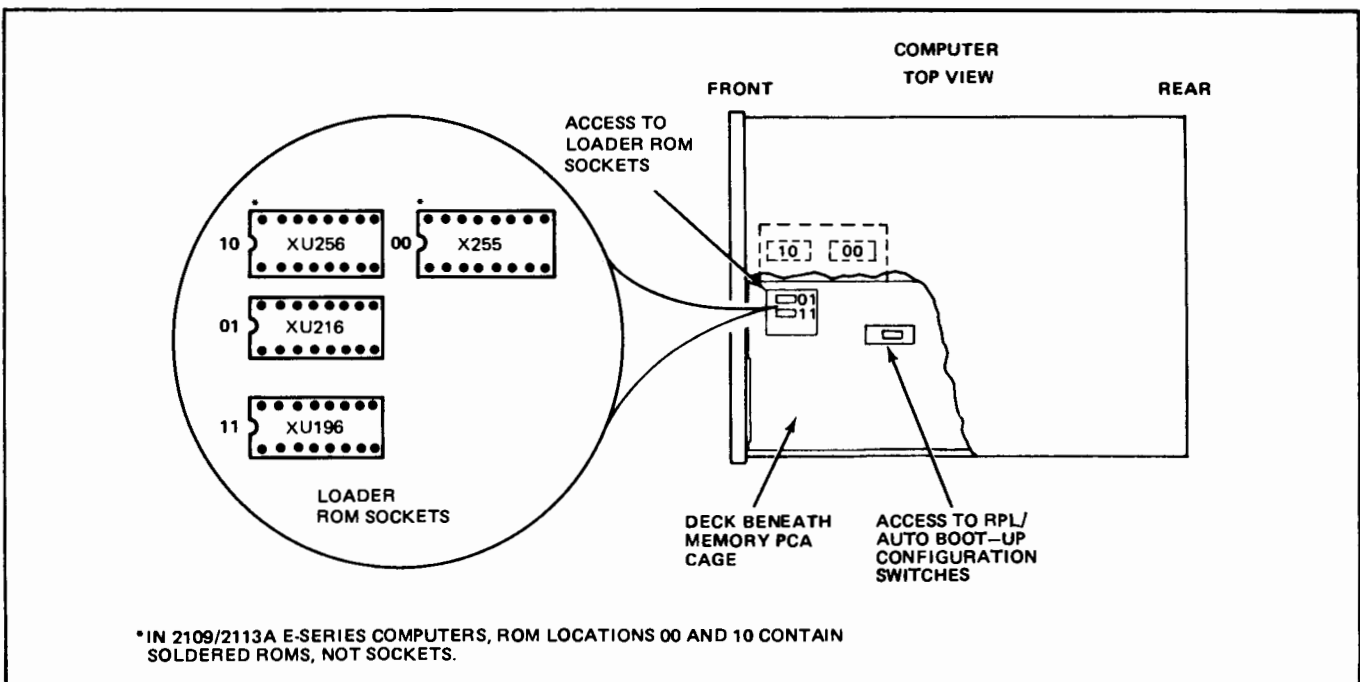 COMPUTER
TOP VIEW
FRONT
REAR
ACCESS TO
LOADER ROM
SOCKETS
*
*
10
XU256
00
X255
01
XU216
11
XU196
LOADER
ROM SOCKETS
10
00
01
11
DECK BENEATH
MEMORY PCA
CAGE
ACCESS TO RPL/
AUTO BOOT—UP
CONFIGURATION
SWITCHES
*IN 2109/2113A E-SERIES COMPUTERS, ROM LOCATIONS 00 AND 10 CONTAIN
SOLDERED ROMS, NOT SOCKETS.